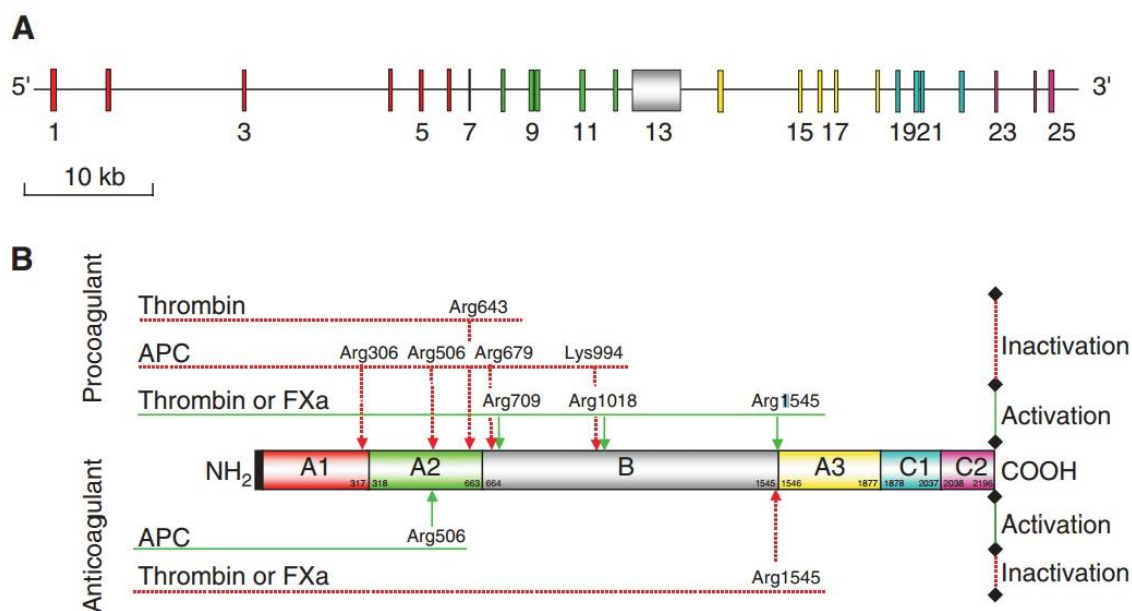 A
5' 3'
1 3 5 7 9 11 13 15 17 19 21 23 25
10 kb
B
Procoagulant
Thrombin Arg643
APC Arg306 Arg506 Arg679 Lys994
Inactivation
Thrombin or FXa Arg709 Arg1018 Arg1545
Activation
NH2 A1 A2 B A3 C1 C2 COOH
317 318 663 664 1545 1546 1877 1878 2037 2038 2196
Anticoagulant
APC Arg506
Activation
Thrombin or FXa Arg1545
Inactivation